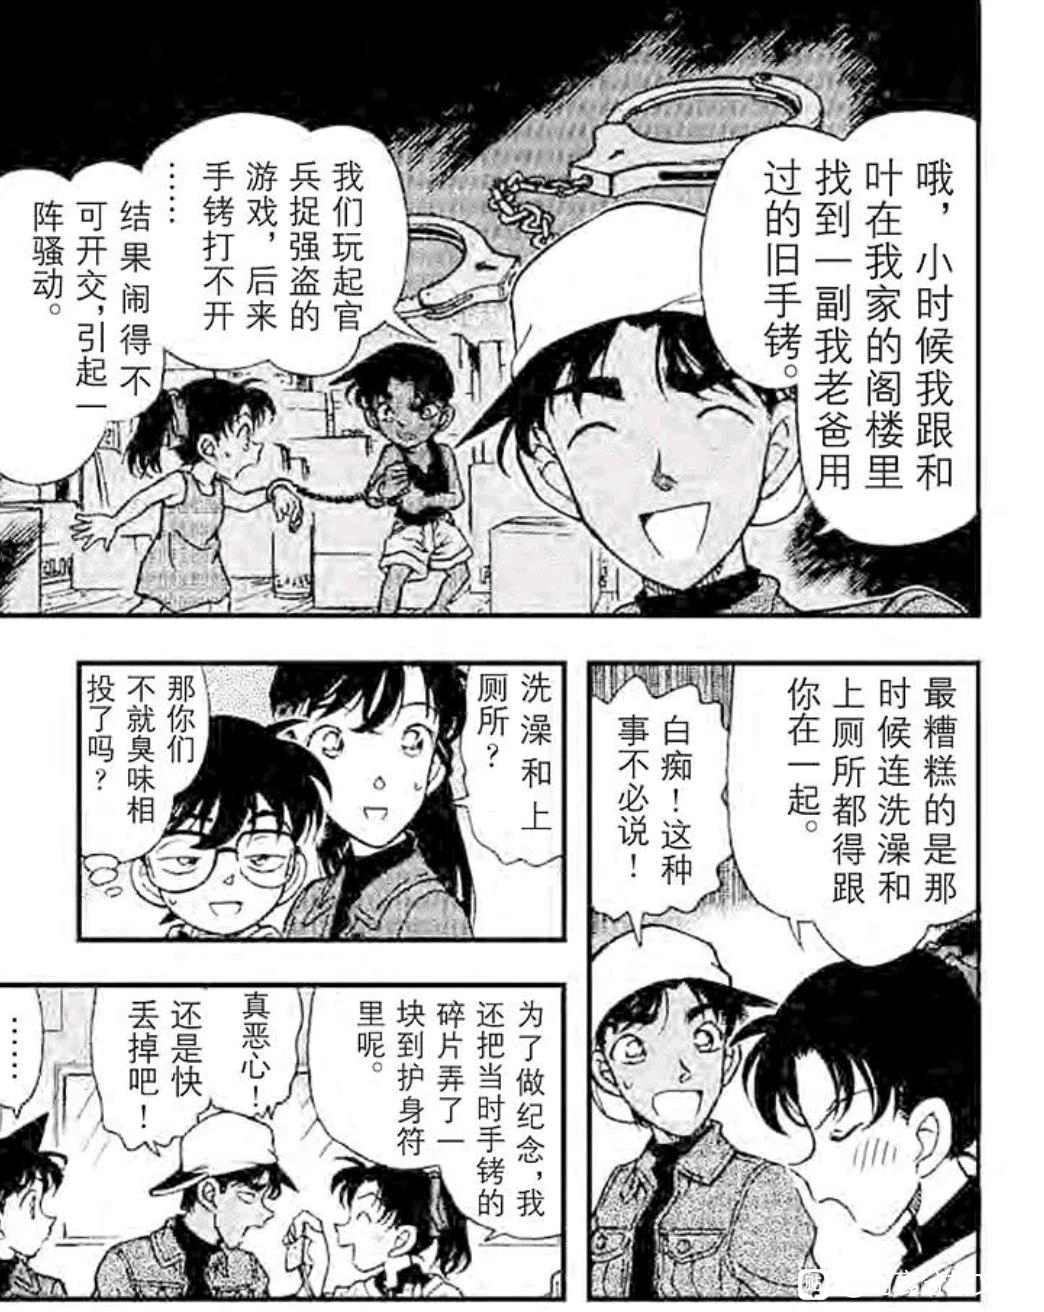 哦，小时候我跟和
叶在我家的阁楼里
找到一副我老爸用
过的旧手铐。
我们玩起官
兵捉强盗的
游戏，后来
手铐打不开
……
结果闹得不
可开交，引起一
阵骚动。
最糟糕的是那
时候连洗澡和
上厕所都得跟
你在一起。
白痴！这种
事不必说！
洗澡和上
厕所？
那你们
不就臭味相
投了吗？
为了做纪念，我
还把当时手铐的
碎片弄了一
块到护身符
里呢。
真恶心！
还是快
丢掉吧！
……